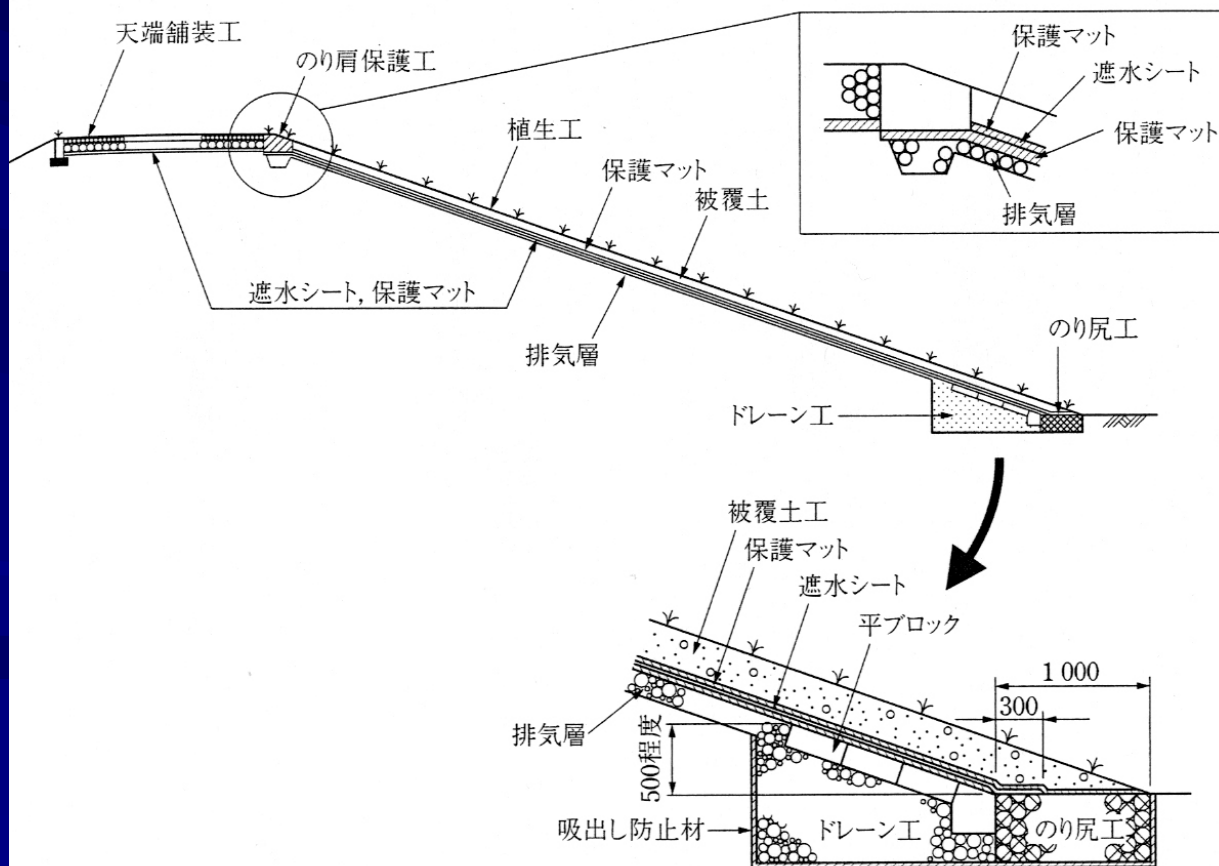 天端舗装工
のり肩保護工
植生工
保護マット
被覆土
遮水シート, 保護マット
排気層
のり尻工
ドレーン工
保護マット
遮水シート
保護マット
排気層
被覆土工
保護マット
遮水シート
平ブロック
1 000
300
排気層
500程度
吸出し防止材
ドレーン工
のり尻工